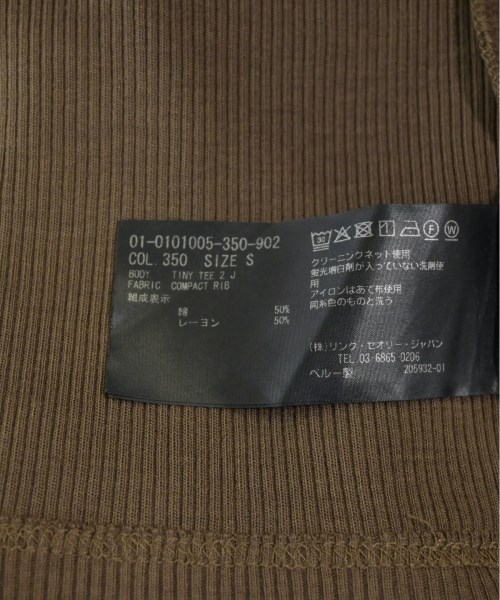 01-0101005-350-902
COL. 350 SIZE S
BODY TINY TEE 2 J
FABRIC COMPACT RIB
組成表示
綿 50%
レーヨン 50%
30
F W
クリーニングネット使用
蛍光増白剤が入っていない洗剤使
用
アイロンはあて布使用
同系色のものと洗う
(株)リンク・セオリー・ジャパン
TEL.03-6865-0206
ペルー製 205932-01